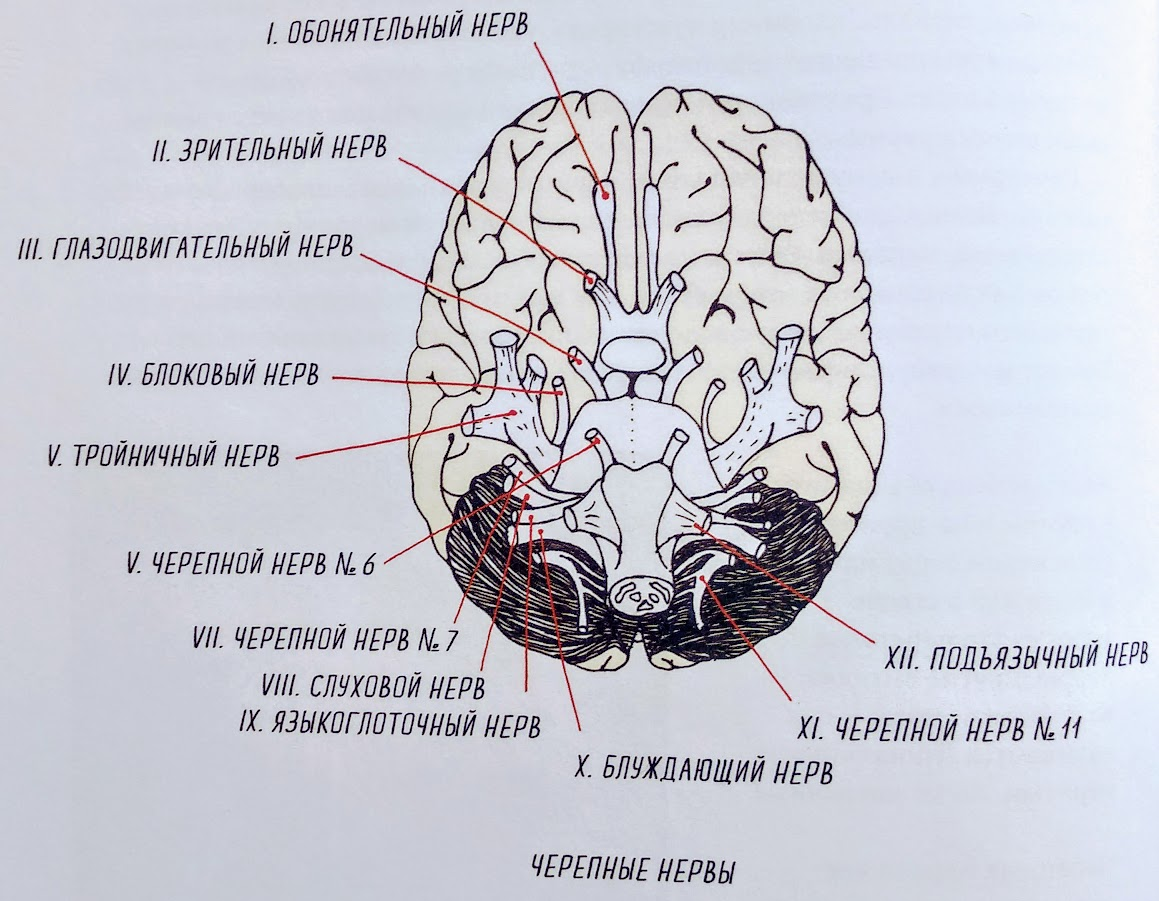 I. ОБОНЯТЕЛЬНЫЙ НЕРВ
II. ЗРИТЕЛЬНЫЙ НЕРВ
III. ГЛАЗОДВИГАТЕЛЬНЫЙ НЕРВ
IV. БЛОКОВЫЙ НЕРВ
V. ТРОЙНИЧНЫЙ НЕРВ
V. ЧЕРЕПНОЙ НЕРВ № 6
VII. ЧЕРЕПНОЙ НЕРВ № 7
VIII. СЛУХОВОЙ НЕРВ
IX. ЯЗЫКОГЛОТОЧНЫЙ НЕРВ
X. БЛУЖДАЮЩИЙ НЕРВ
XI. ЧЕРЕПНОЙ НЕРВ № 11
XII. ПОДЪЯЗЫЧНЫЙ НЕРВ
ЧЕРЕПНЫЕ НЕРВЫ